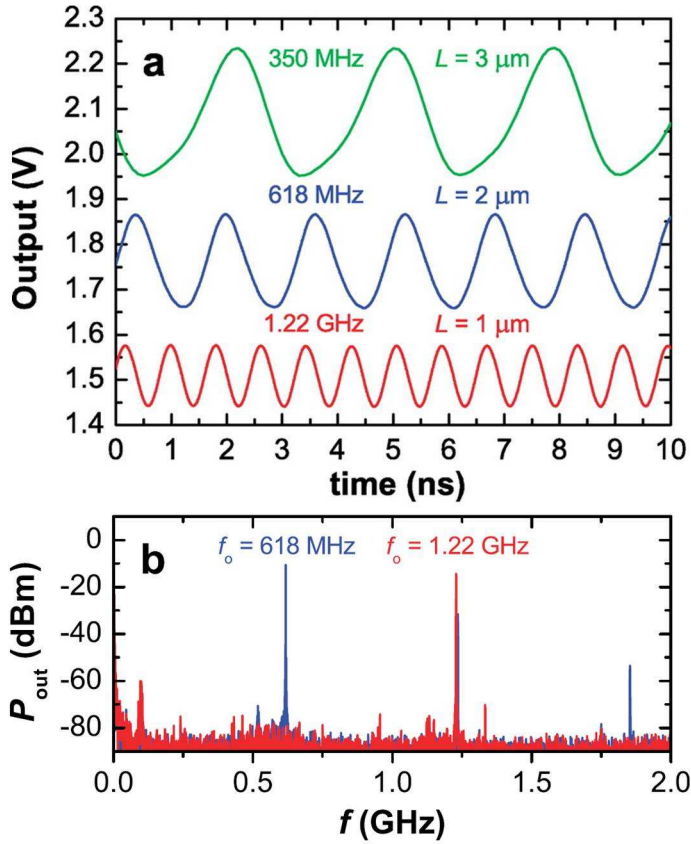 a
350 MHz L = 3 μm
618 MHz L = 2 μm
1.22 GHz L = 1 μm
2.3
2.2
2.1
2.0
1.9
1.8
1.7
1.6
1.5
1.4
Output (V)
0 1 2 3 4 5 6 7 8 9 10
time (ns)
b
fo = 618 MHz fo = 1.22 GHz
0
-20
-40
-60
-80
Pout (dBm)
0.0 0.5 1.0 1.5 2.0
f (GHz)